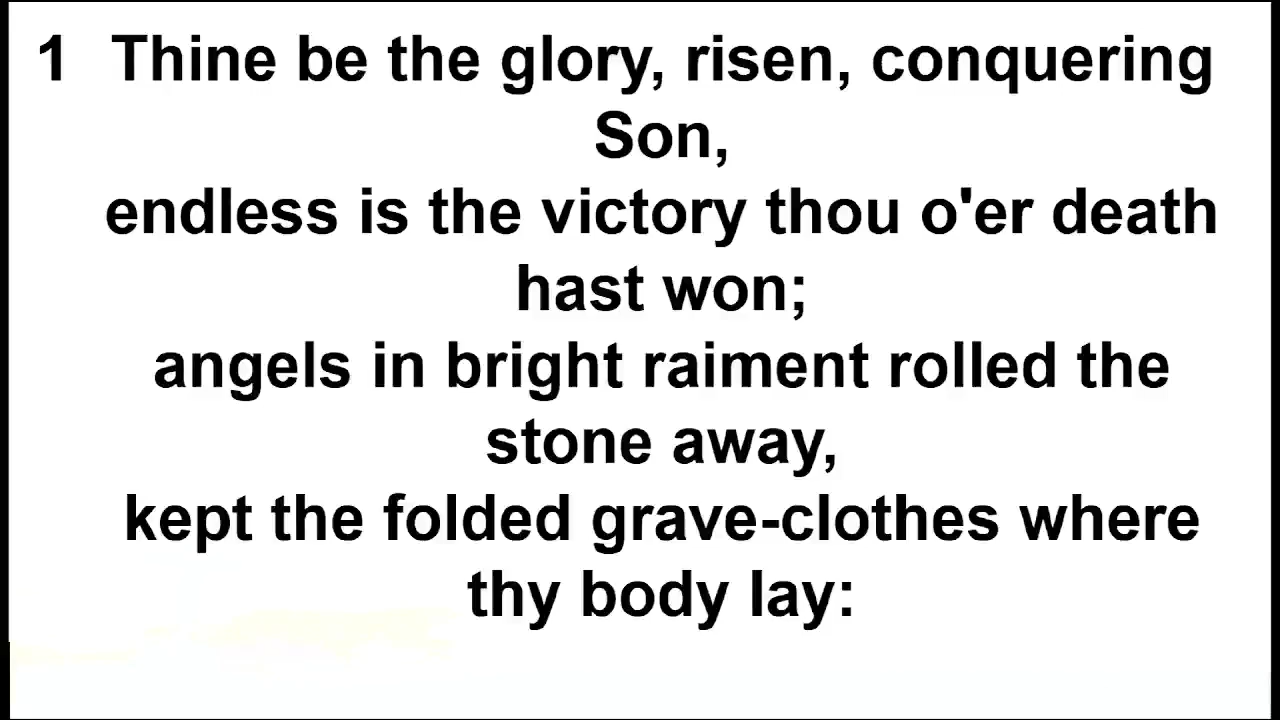 1 Thine be the glory, risen, conquering
Son,
endless is the victory thou o'er death
hast won;
angels in bright raiment rolled the
stone away,
kept the folded grave-clothes where
thy body lay: